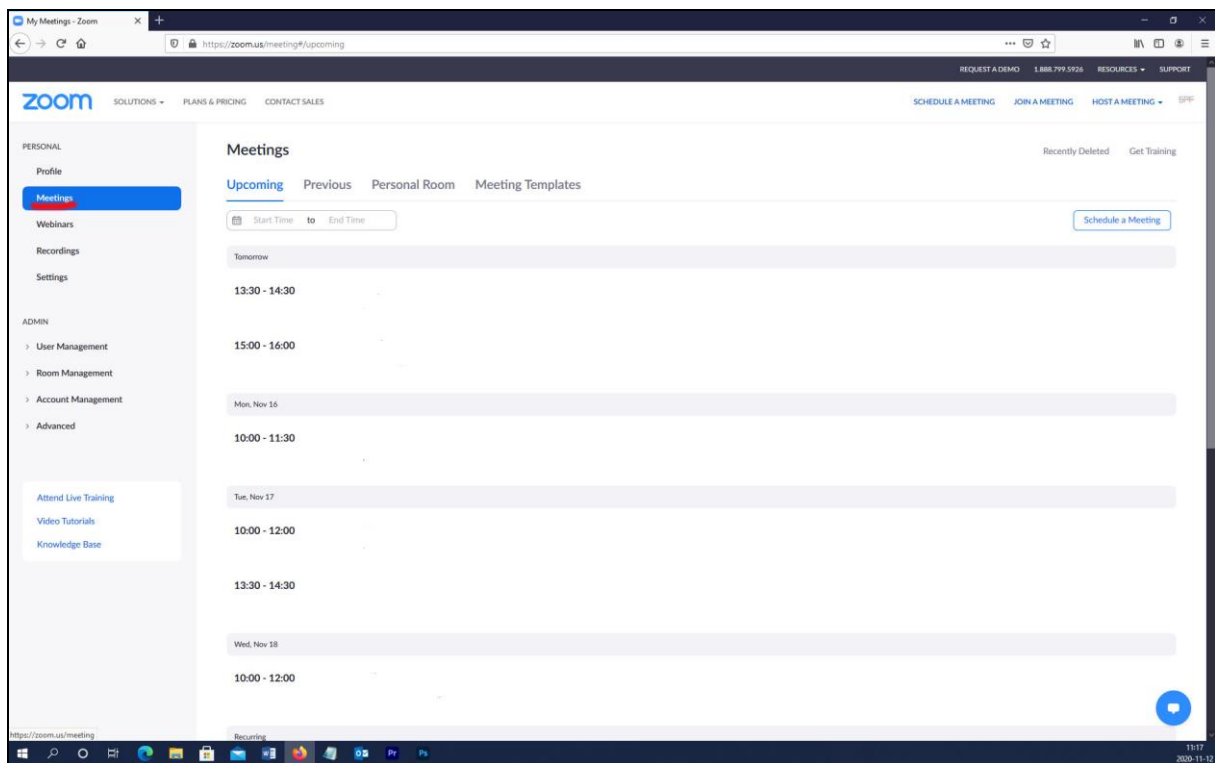 My Meetings - Zoom
https://zoom.us/meeting#/upcoming
REQUEST A DEMO 1.888.799.5926 RESOURCES SUPPORT
zoom SOLUTIONS PLANS & PRICING CONTACT SALES SCHEDULE A MEETING JOIN A MEETING HOST A MEETING
PERSONAL
Profile
Meetings
Webinars
Recordings
Settings
ADMIN
User Management
Room Management
Account Management
Advanced
Attend Live Training
Video Tutorials
Knowledge Base
Meetings
Recently Deleted Get Training
Upcoming Previous Personal Room Meeting Templates
Start Time to End Time
Schedule a Meeting
Tomorrow
13:30 - 14:30
15:00 - 16:00
Mon, Nov 16
10:00 - 11:30
Tue, Nov 17
10:00 - 12:00
13:30 - 14:30
Wed, Nov 18
10:00 - 12:00
Recurring
https://zoom.us/meeting
Pr Ps
11:17
2020-11-12